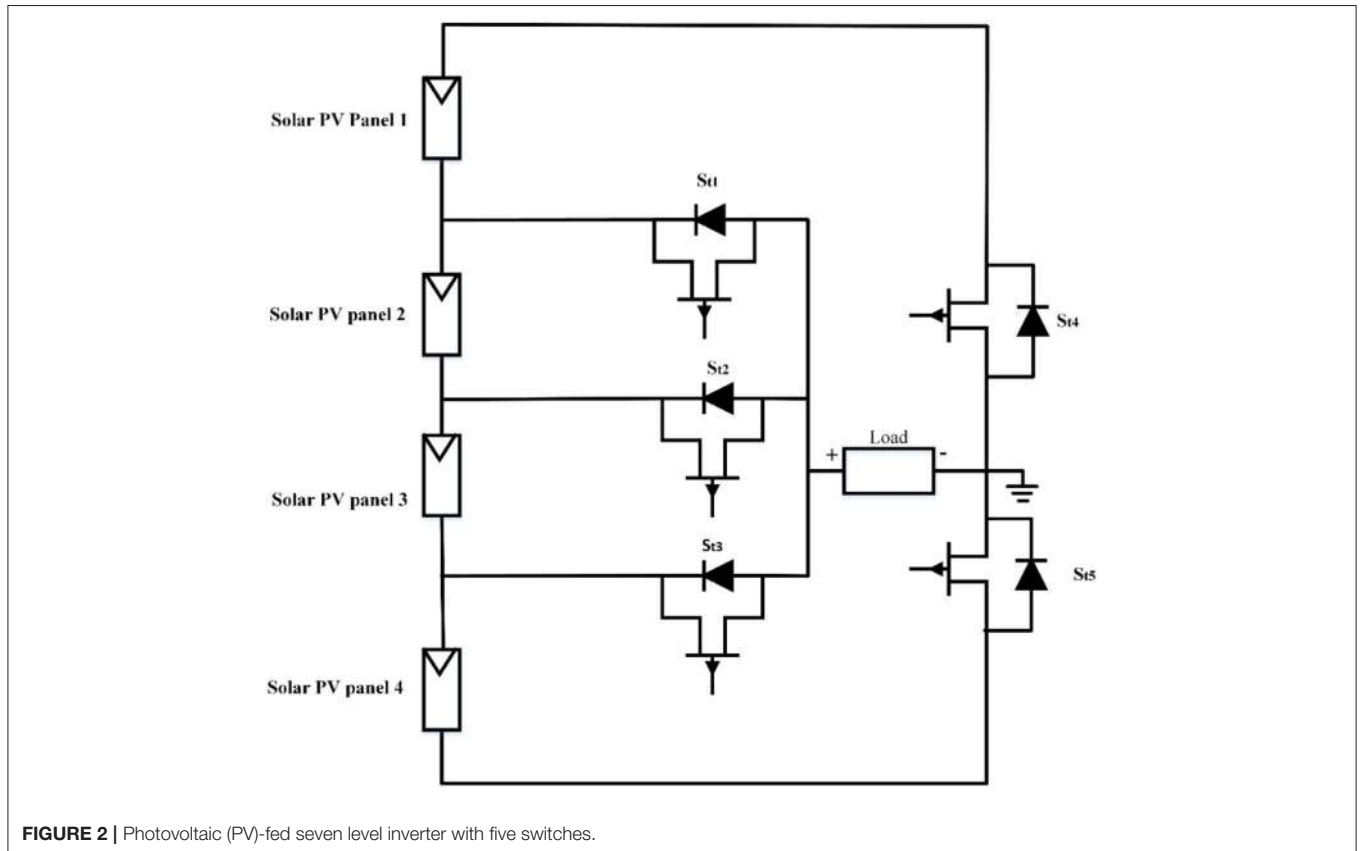 Solar PV Panel 1
St1
Solar PV panel 2
St4
St2
Load
+ -
Solar PV panel 3
St3
St5
Solar PV panel 4
FIGURE 2 | Photovoltaic (PV)-fed seven level inverter with five switches.